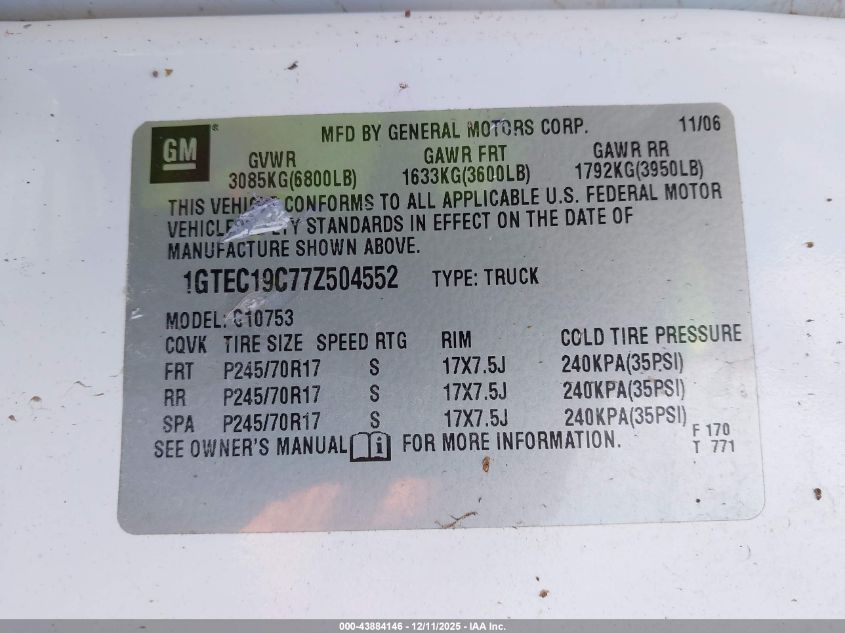 GM®
MFD BY GENERAL MOTORS CORP. 11/06
GVWR GAWR FRT GAWR RR
3085KG(6800LB) 1633KG(3600LB) 1792KG(3950LB)
THIS VEHICLE CONFORMS TO ALL APPLICABLE U.S. FEDERAL MOTOR
VEHICLE STANDARDS IN EFFECT ON THE DATE OF
MANUFACTURE SHOWN ABOVE.
1GTEC19C77Z504552 TYPE: TRUCK
MODEL: C10753
CQVK TIRE SIZE SPEED RTG RIM COLD TIRE PRESSURE
FRT P245/70R17 S 17X7.5J 240KPA(35PSI)
RR P245/70R17 S 17X7.5J 240KPA(35PSI)
SPA P245/70R17 S 17X7.5J 240KPA(35PSI)
SEE OWNER'S MANUAL i FOR MORE INFORMATION.
F 170
T 771
000-43884146 - 12/11/2025 - IAA Inc.